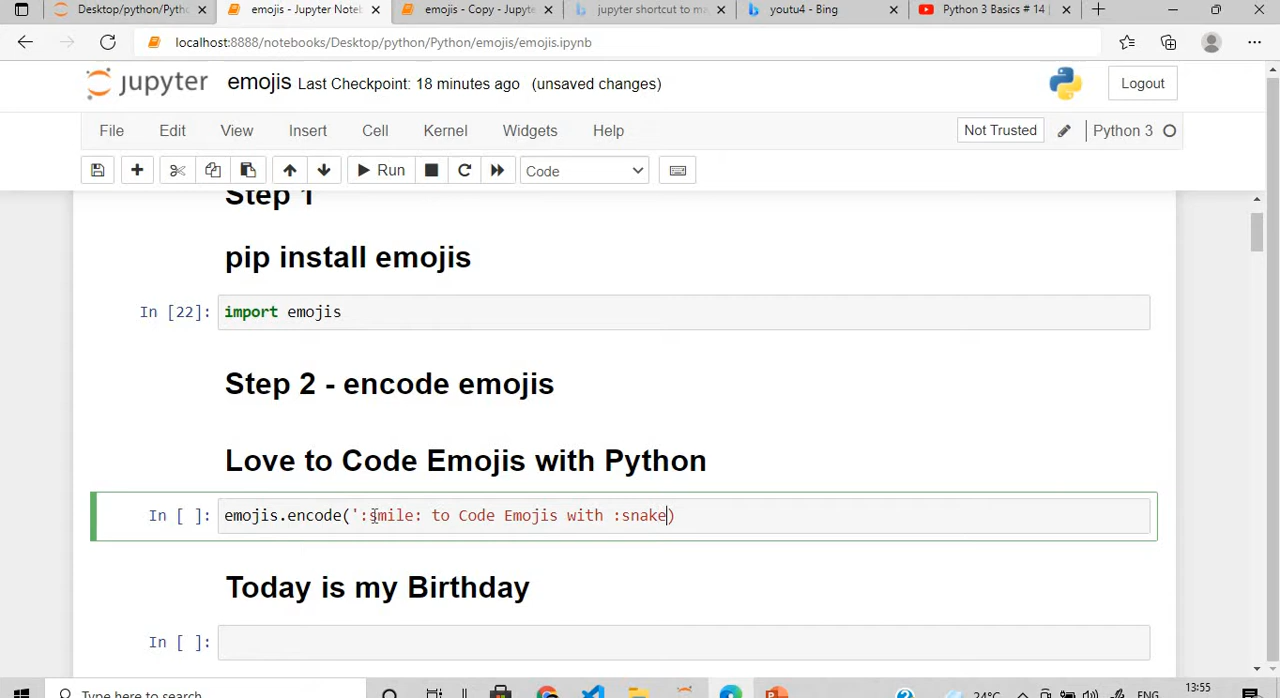 Desktop/python/Pyth
emojis - Jupyter Note
emojis - Copy - Jupyte
jupyter shortcut to ma
youtu4 - Bing
Python 3 Basics # 14 |
localhost:8888/notebooks/Desktop/python/Python/emojis/emojis.ipynb
jupyter emojis Last Checkpoint: 18 minutes ago (unsaved changes)
Logout
File Edit View Insert Cell Kernel Widgets Help
Not Trusted
Python 3
Run
Code
Step 1
pip install emojis
In [22]: import emojis
Step 2 - encode emojis
Love to Code Emojis with Python
In [ ]: emojis.encode(':smile: to Code Emojis with :snake)
Today is my Birthday
In [ ]:
Type here to search
24°C
13:55